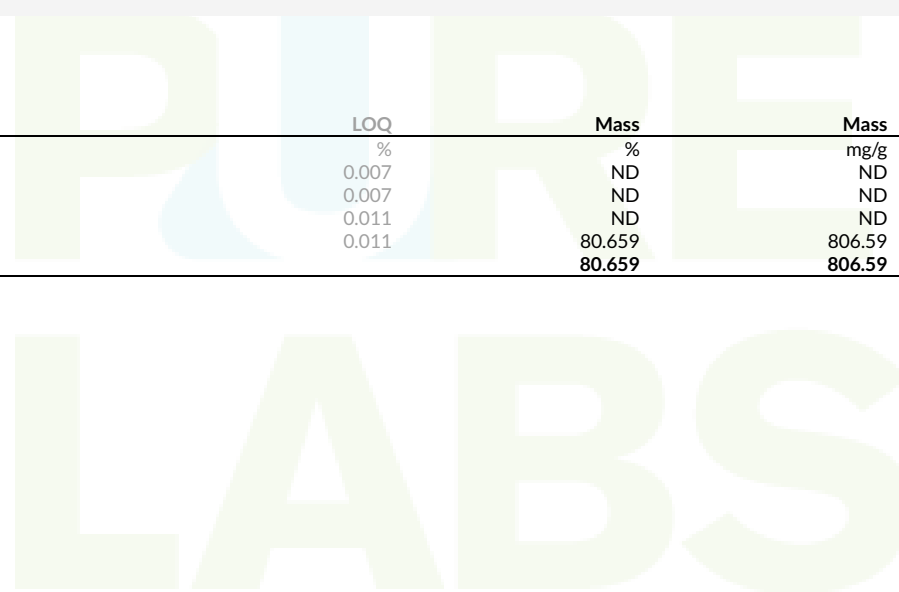 PURE
LOQ Mass Mass
% % mg/g
0.007 ND ND
0.007 ND ND
0.011 ND ND
0.011 80.659 806.59
80.659 806.59
LABS